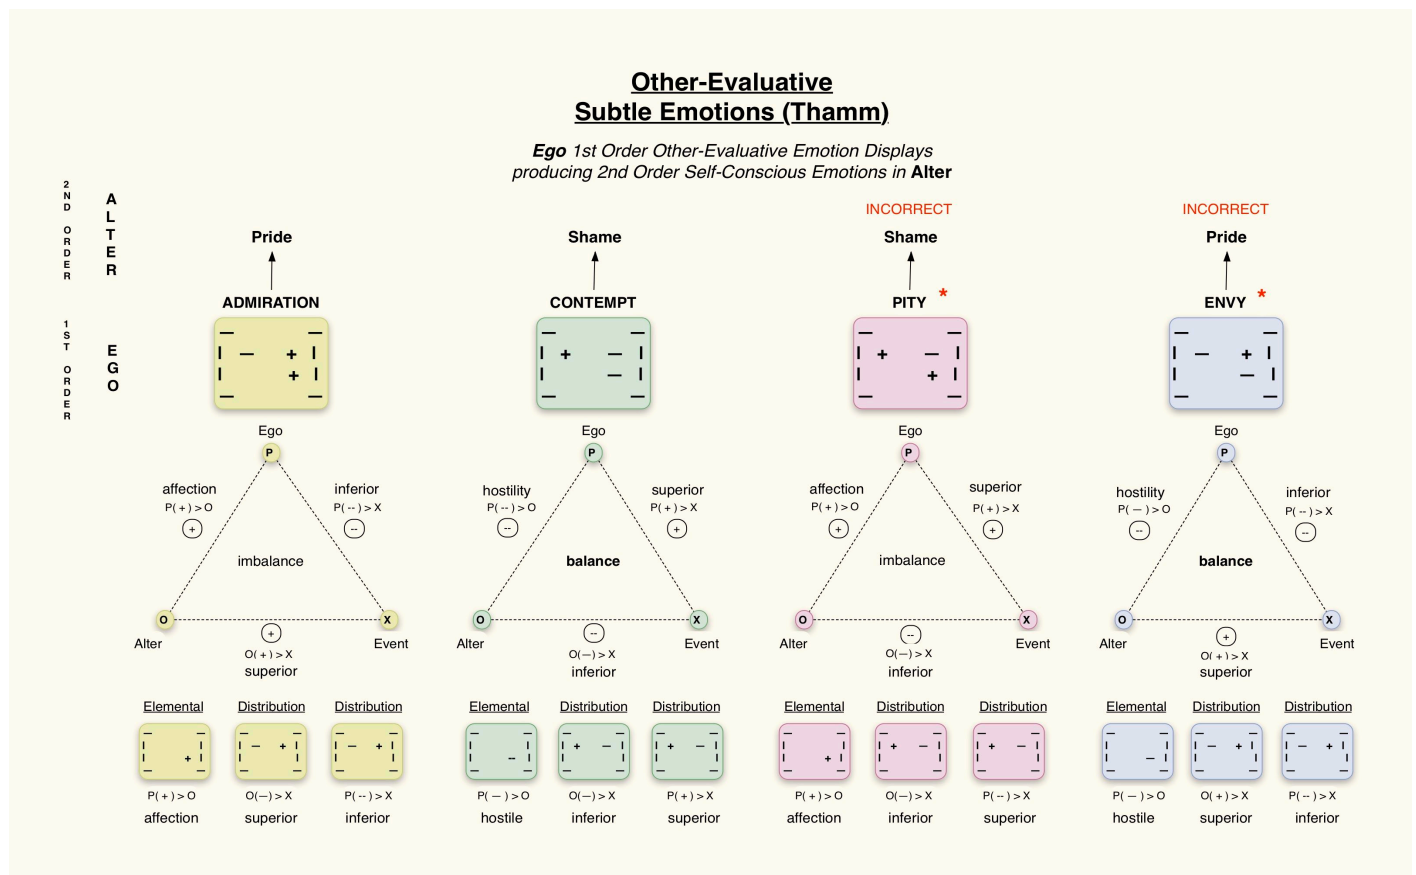 Other-Evaluative
Subtle Emotions (Thamm)
Ego 1st Order Other-Evaluative Emotion Displays
producing 2nd Order Self-Conscious Emotions in Alter
2ND ORDER
ALTER
INCORRECT INCORRECT
Pride Shame Shame Pride
ADMIRATION CONTEMPT PITY * ENVY *
1ST ORDER
EGO
— — — — — — — —
| — + | | + — | | + — | | — + |
| + | | — | | + | | — |
— — — — — — — —
Ego Ego Ego Ego
P P P P
affection inferior hostility superior affection superior hostility inferior
P( + ) > O P( -- ) > X P( -- ) > O P( + ) > X P( + ) > O P( + ) > X P( — ) > O P( -- ) > X
+ -- -- + + + -- --
imbalance balance imbalance balance
O X O X O X O X
+ -- -- +
Alter Event Alter Event Alter Event Alter Event
O( + ) > X O(—) > X O(—) > X O( + ) > X
superior inferior inferior superior
Elemental Distribution Distribution Elemental Distribution Distribution Elemental Distribution Distribution Elemental Distribution Distribution
— — — — — — — — — — — — — — — — — — — — — — — —
| | | — + | | — + | | | | + — | | + — | | | | + — | | + — | | | | — + | | — + |
| + | | | | | | -- | | | | | | + | | | | | | — | | | | |
— — — — — — — — — — — — — — — — — — — — — — — —
P( + ) > O O(—) > X P( -- ) > X P( — ) > O O(—) > X P( + ) > X P( + ) > O O(—) > X P( -- ) > X P( — ) > O O( + ) > X P( -- ) > X
affection superior inferior hostile inferior superior affection inferior superior hostile superior inferior